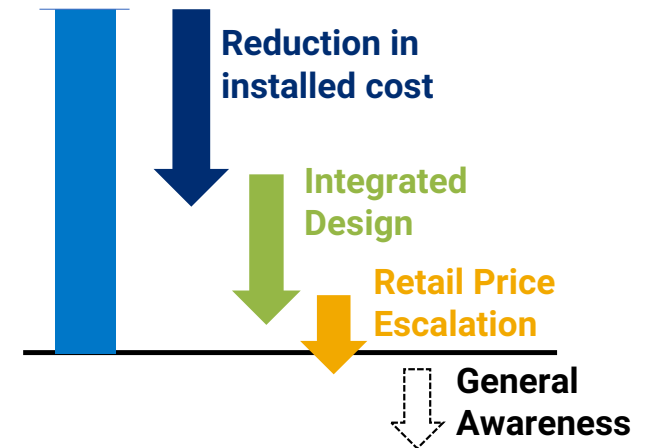 Reduction in
installed cost
Integrated
Design
Retail Price
Escalation
General
Awareness